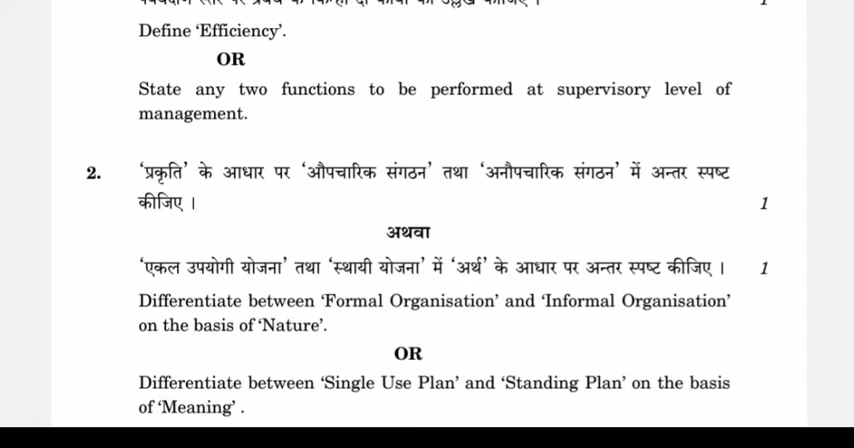 1
Define ‘Efficiency’.
OR
State any two functions to be performed at supervisory level of
management.
2. ‘प्रकृति’ के आधार पर ‘औपचारिक संगठन’ तथा ‘अनौपचारिक संगठन’ में अन्तर स्पष्ट
कीजिए । 1
अथवा
‘एकल उपयोगी योजना’ तथा ‘स्थायी योजना’ में ‘अर्थ’ के आधार पर अन्तर स्पष्ट कीजिए । 1
Differentiate between ‘Formal Organisation’ and ‘Informal Organisation’
on the basis of ‘Nature’.
OR
Differentiate between ‘Single Use Plan’ and ‘Standing Plan’ on the basis
of ‘Meaning’ .